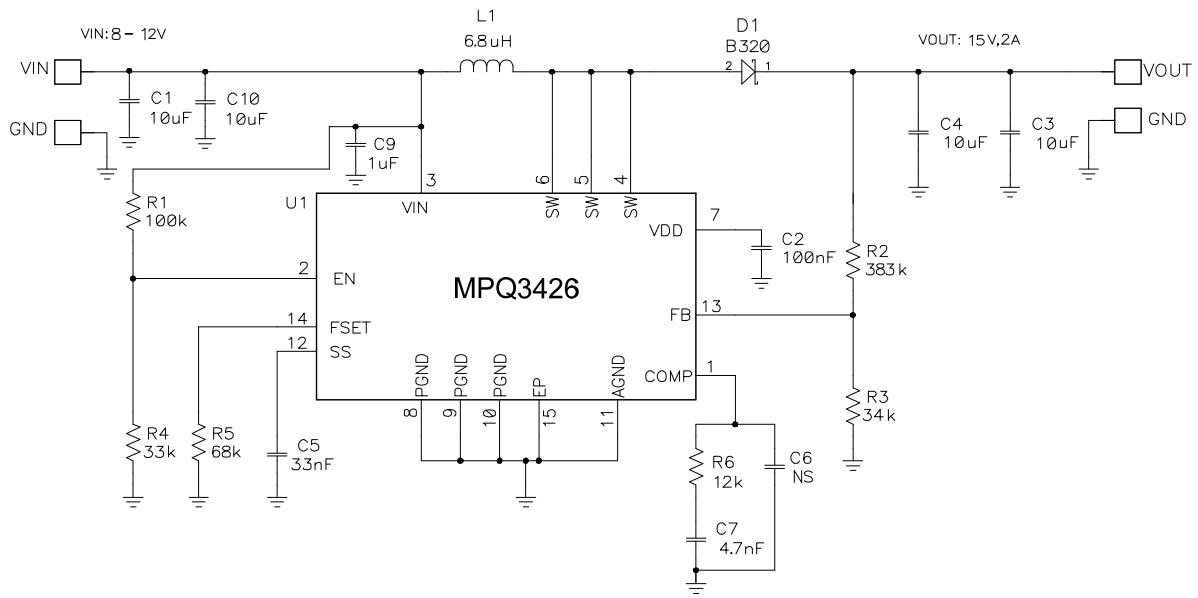 L1
6.8uH
D1
B320
VIN:8- 12V
VOUT: 15V,2A
VIN
2
1
VOUT
C1
10uF
C10
10uF
GND
C9
1uF
C4
10uF
C3
10uF
GND
R1
100k
U1
3
VIN
6
SW
5
SW
4
SW
7
VDD
C2
100nF
R2
383k
2
EN
MPQ3426
14
FSET
12
SS
FB
13
COMP
1
PGND
8
PGND
9
PGND
10
EP
15
AGND
11
R3
34k
R4
33k
R5
68k
C5
33nF
R6
12k
C6
NS
C7
4.7nF